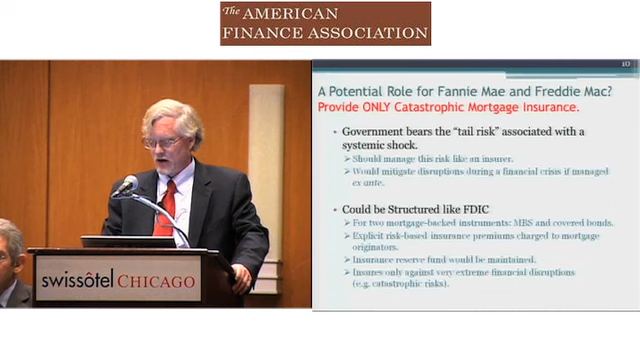 The AMERICAN
FINANCE ASSOCIATION
10
A Potential Role for Fannie Mae and Freddie Mac?
Provide ONLY Catastrophic Mortgage Insurance.
• Government bears the "tail risk" associated with a
systemic shock.
➢ Should manage this risk like an insurer.
➢ Would mitigate disruptions during a financial crisis if managed
ex ante.
• Could be Structured like FDIC
➢ For two mortgage-backed instruments: MBS and covered bonds.
➢ Explicit risk-based insurance premiums charged to mortgage
originators.
➢ Insurance reserve fund would be maintained.
➢ Insures only against very extreme financial disruptions
(e.g. catastrophic risks).
swissôtel CHICAGO